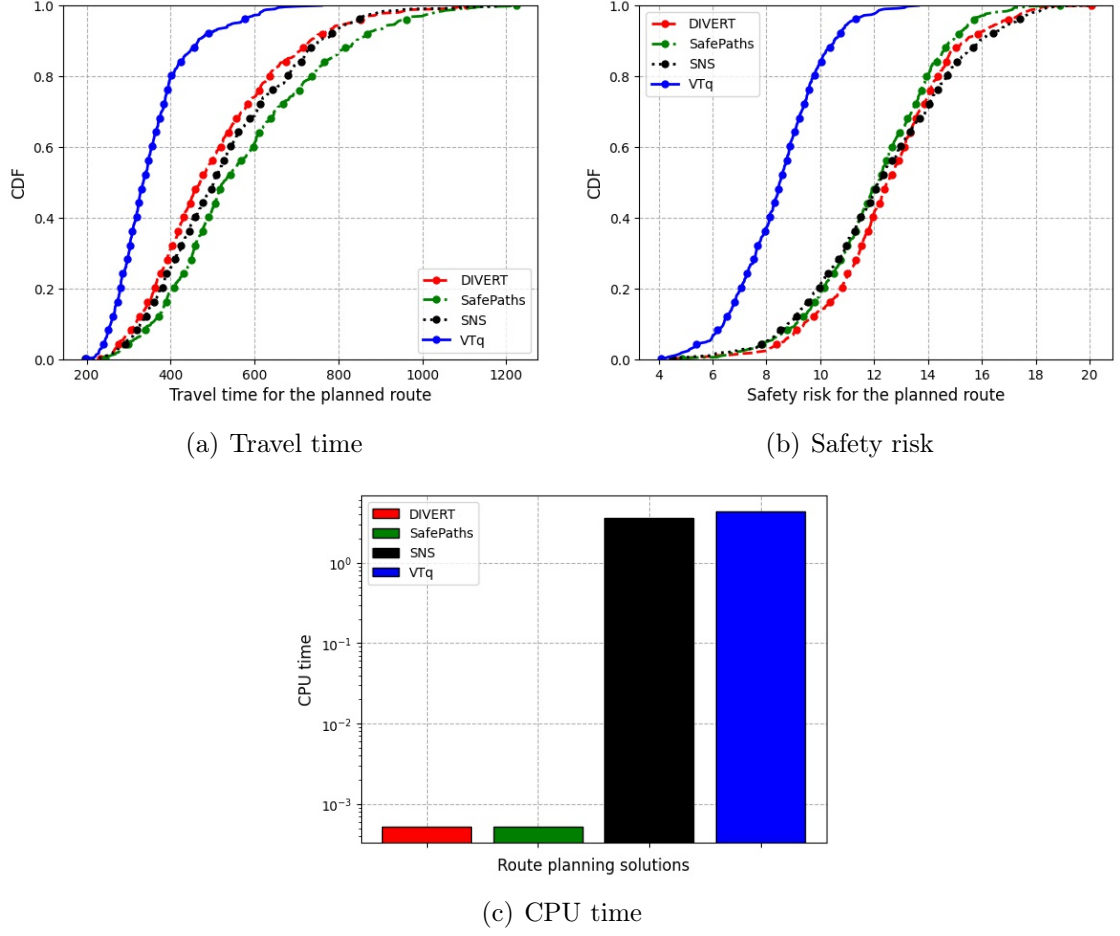 1.0
0.8
0.6
0.4
0.2
0.0
CDF
200 400 600 800 1000 1200
Travel time for the planned route
DIVERT
SafePaths
SNS
VTq
(a) Travel time
1.0
0.8
0.6
0.4
0.2
0.0
CDF
4 6 8 10 12 14 16 18 20
Safety risk for the planned route
DIVERT
SafePaths
SNS
VTq
(b) Safety risk
10⁰
10⁻¹
10⁻²
10⁻³
CPU time
DIVERT
SafePaths
SNS
VTq
Route planning solutions
(c) CPU time